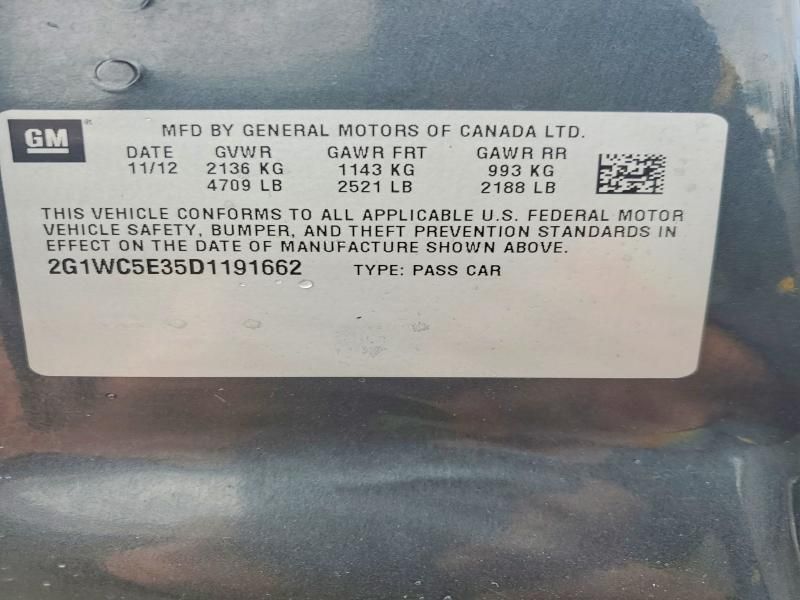 GM
MFD BY GENERAL MOTORS OF CANADA LTD.
DATE GVWR GAWR FRT GAWR RR
11/12 2136 KG 1143 KG 993 KG
4709 LB 2521 LB 2188 LB
THIS VEHICLE CONFORMS TO ALL APPLICABLE U.S. FEDERAL MOTOR
VEHICLE SAFETY, BUMPER, AND THEFT PREVENTION STANDARDS IN
EFFECT ON THE DATE OF MANUFACTURE SHOWN ABOVE.
2G1WC5E35D1191662 TYPE: PASS CAR